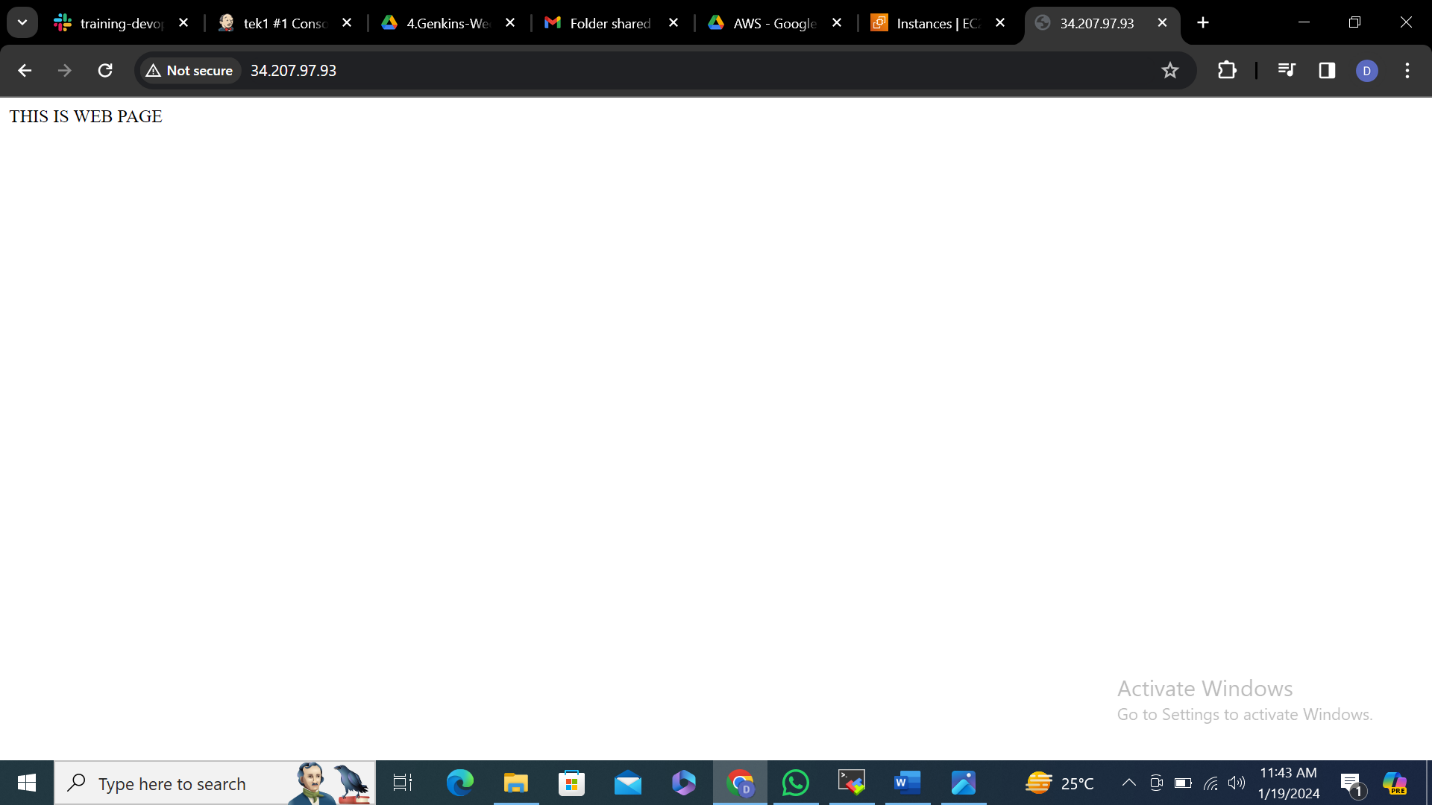 training-devo
tek1 #1 Conso
4.Genkins-We
Folder shared
AWS - Google
Instances | EC
34.207.97.93
Not secure
34.207.97.93
D
THIS IS WEB PAGE
Activate Windows
Go to Settings to activate Windows.
Type here to search
D
W
25°C
11:43 AM
1/19/2024
1
PRE